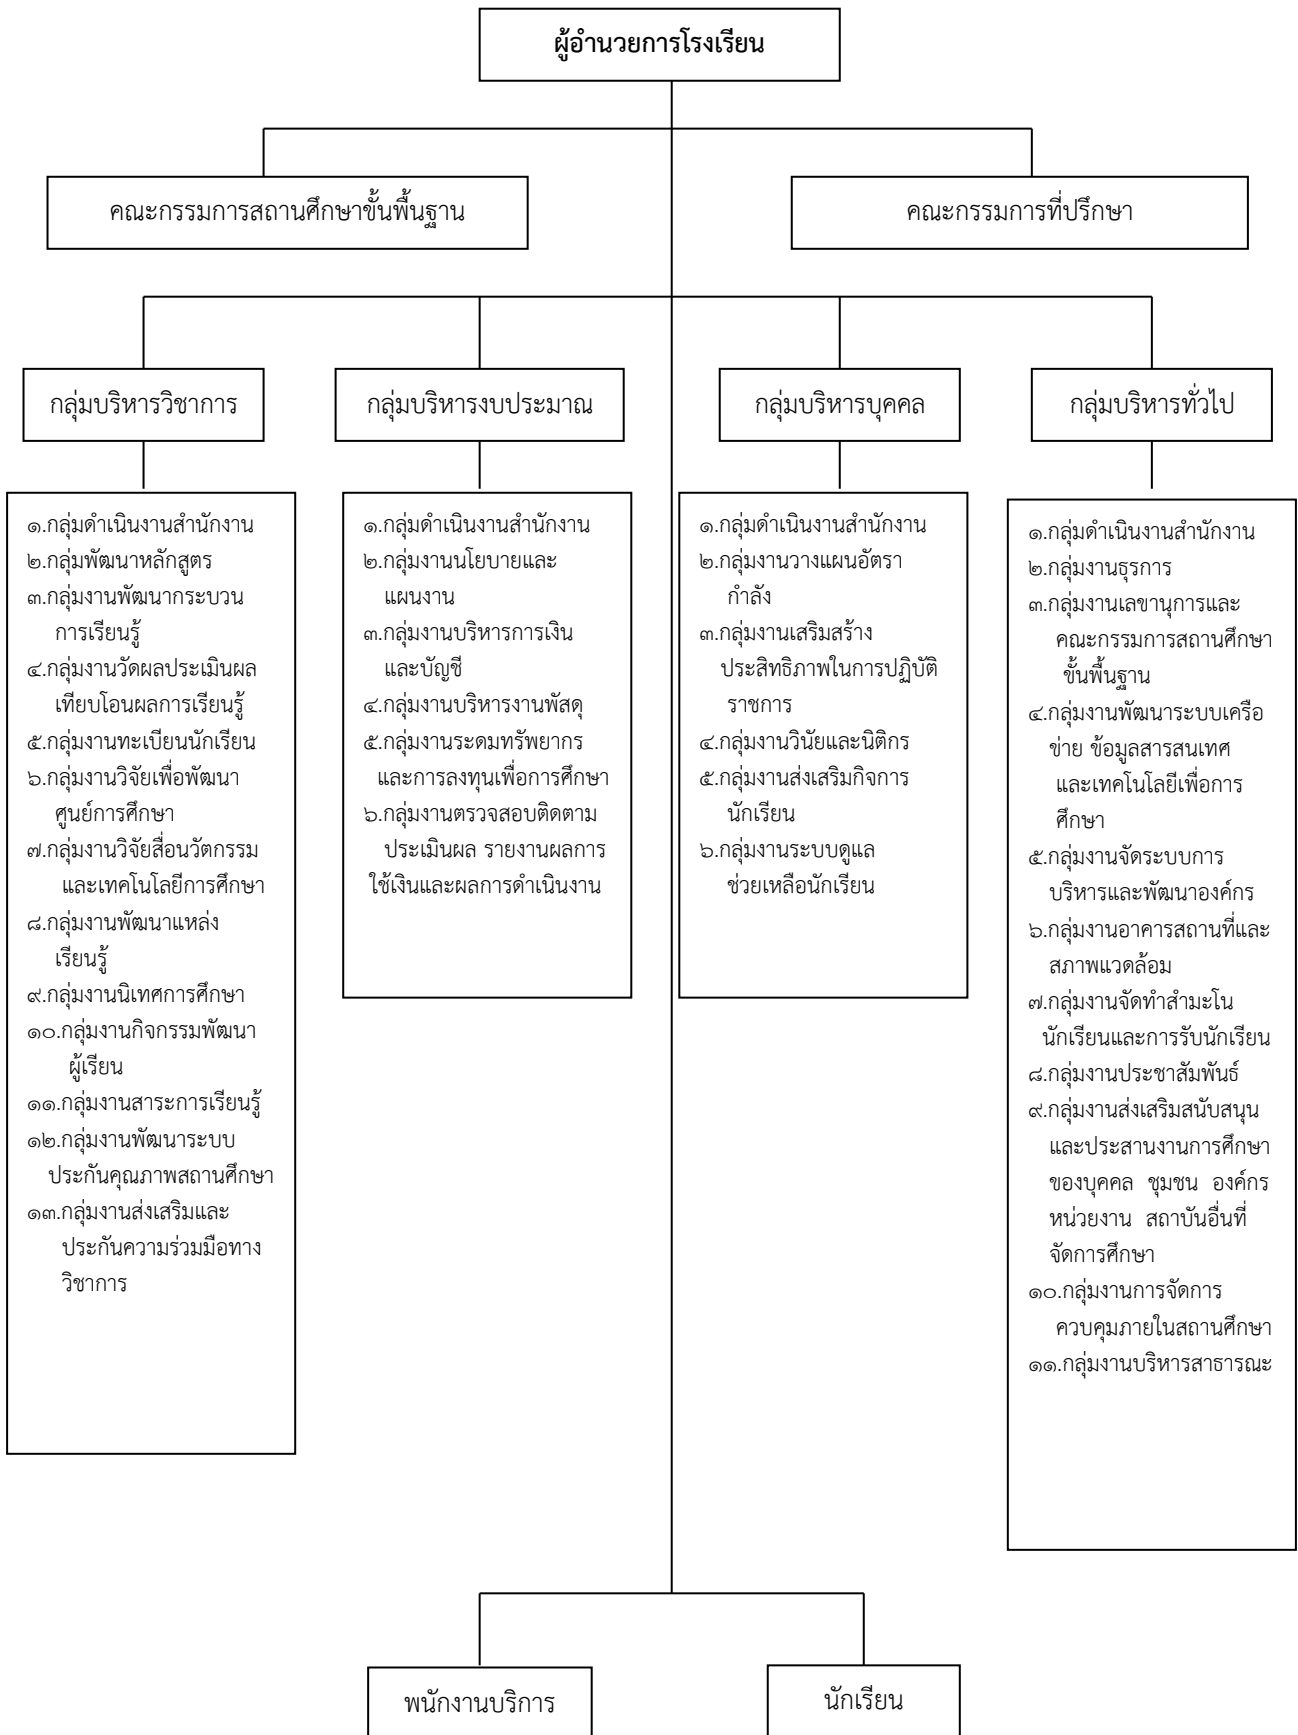 ผู้อำนวยการโรงเรียน
คณะกรรมการสถานศึกษาขั้นพื้นฐาน
คณะกรรมการที่ปรึกษา
กลุ่มบริหารวิชาการ
กลุ่มบริหารงบประมาณ
กลุ่มบริหารบุคคล
กลุ่มบริหารทั่วไป
๑.กลุ่มดำเนินงานสำนักงาน
๒.กลุ่มพัฒนาหลักสูตร
๓.กลุ่มงานพัฒนากระบวน
การเรียนรู้
๔.กลุ่มงานวัดผลประเมินผล
เทียบโอนผลการเรียนรู้
๕.กลุ่มงานทะเบียนนักเรียน
๖.กลุ่มงานวิจัยเพื่อพัฒนา
ศูนย์การศึกษา
๗.กลุ่มงานวิจัยสื่อนวัตกรรม
และเทคโนโลยีการศึกษา
๘.กลุ่มงานพัฒนาแหล่ง
เรียนรู้
๙.กลุ่มงานนิเทศการศึกษา
๑๐.กลุ่มงานกิจกรรมพัฒนา
ผู้เรียน
๑๑.กลุ่มงานสาระการเรียนรู้
๑๒.กลุ่มงานพัฒนาระบบ
ประกันคุณภาพสถานศึกษา
๑๓.กลุ่มงานส่งเสริมและ
ประกันความร่วมมือทาง
วิชาการ
๑.กลุ่มดำเนินงานสำนักงาน
๒.กลุ่มงานนโยบายและ
แผนงาน
๓.กลุ่มงานบริหารการเงิน
และบัญชี
๔.กลุ่มงานบริหารงานพัสดุ
๕.กลุ่มงานระดมทรัพยากร
และการลงทุนเพื่อการศึกษา
๖.กลุ่มงานตรวจสอบติดตาม
ประเมินผล รายงานผลการ
ใช้เงินและผลการดำเนินงาน
๑.กลุ่มดำเนินงานสำนักงาน
๒.กลุ่มงานวางแผนอัตรา
กำลัง
๓.กลุ่มงานเสริมสร้าง
ประสิทธิภาพในการปฏิบัติ
ราชการ
๔.กลุ่มงานวินัยและนิติกร
๕.กลุ่มงานส่งเสริมกิจการ
นักเรียน
๖.กลุ่มงานระบบดูแล
ช่วยเหลือนักเรียน
๑.กลุ่มดำเนินงานสำนักงาน
๒.กลุ่มงานธุรการ
๓.กลุ่มงานเลขานุการและ
คณะกรรมการสถานศึกษา
ขั้นพื้นฐาน
๔.กลุ่มงานพัฒนาระบบเครือ
ข่าย ข้อมูลสารสนเทศ
และเทคโนโลยีเพื่อการ
ศึกษา
๕.กลุ่มงานจัดระบบการ
บริหารและพัฒนาองค์กร
๖.กลุ่มงานอาคารสถานที่และ
สภาพแวดล้อม
๗.กลุ่มงานจัดทำสำมะโน
นักเรียนและการรับนักเรียน
๘.กลุ่มงานประชาสัมพันธ์
๙.กลุ่มงานส่งเสริมสนับสนุน
และประสานงานการศึกษา
ของบุคคล ชุมชน องค์กร
หน่วยงาน สถาบันอื่นที่
จัดการศึกษา
๑๐.กลุ่มงานการจัดการ
ควบคุมภายในสถานศึกษา
๑๑.กลุ่มงานบริหารสาธารณะ
พนักงานบริการ
นักเรียน